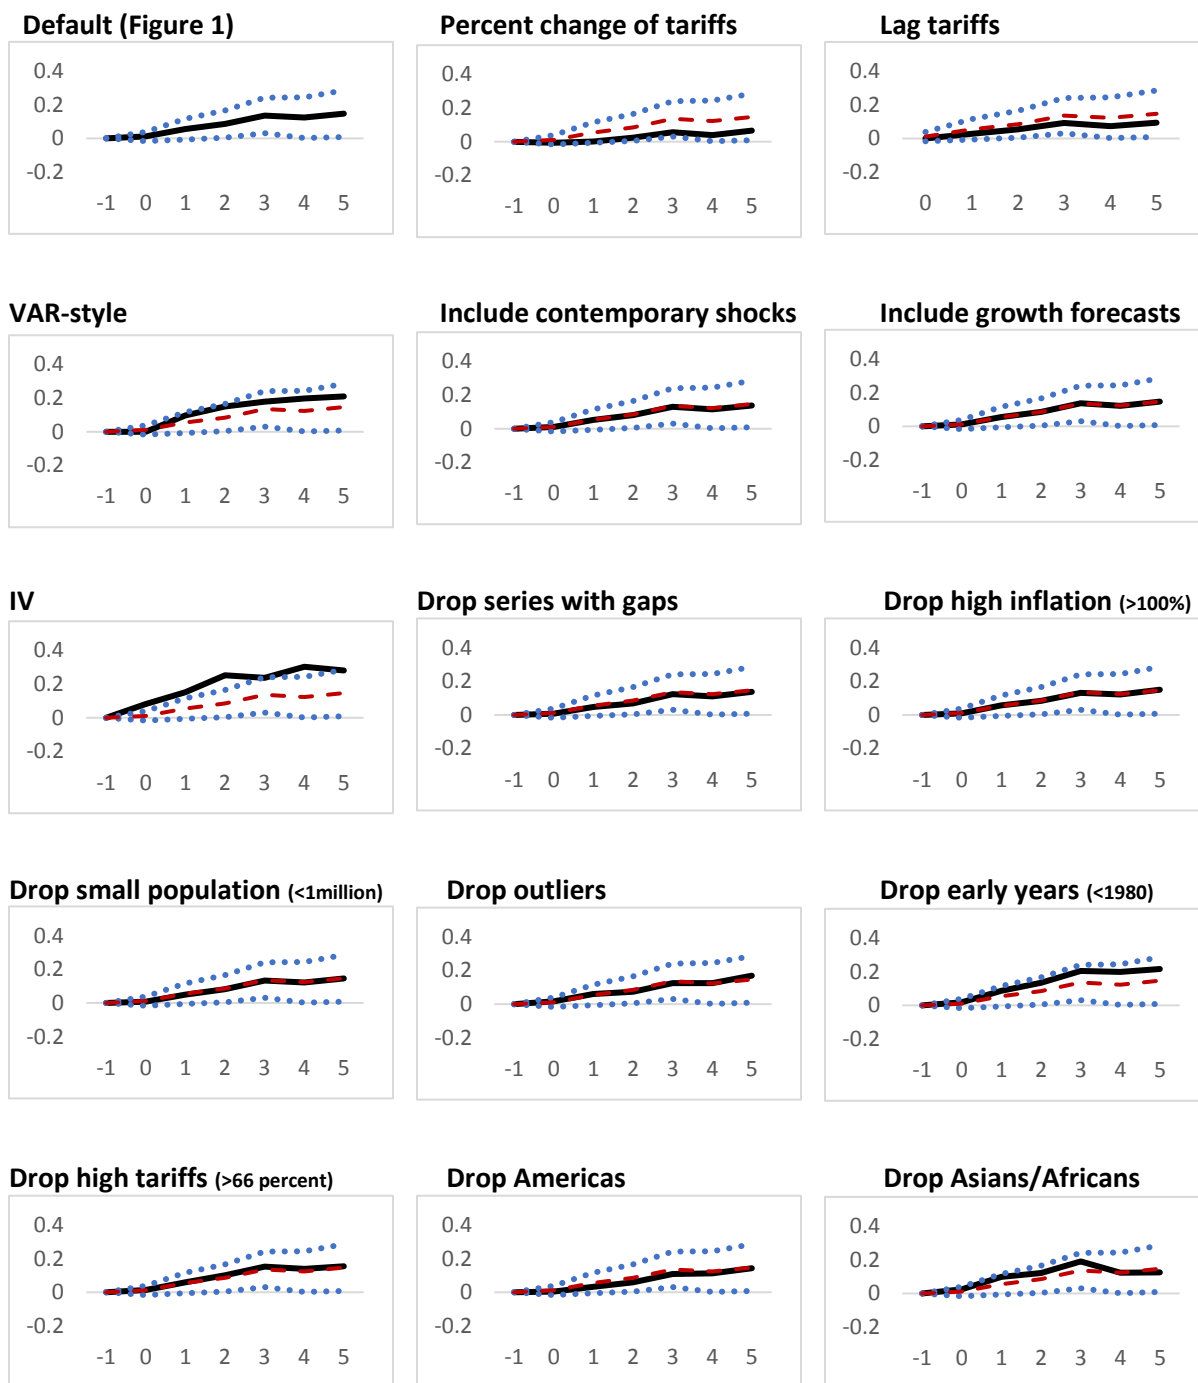 Default (Figure 1)
0.4
0.2
0
-0.2
-1 0 1 2 3 4 5
Percent change of tariffs
0.4
0.2
0
-0.2
-1 0 1 2 3 4 5
Lag tariffs
0.4
0.2
0
-0.2
0 1 2 3 4 5
VAR-style
0.4
0.2
0
-0.2
-1 0 1 2 3 4 5
Include contemporary shocks
0.4
0.2
0
-0.2
-1 0 1 2 3 4 5
Include growth forecasts
0.4
0.2
0
-0.2
-1 0 1 2 3 4 5
IV
0.4
0.2
0
-0.2
-1 0 1 2 3 4 5
Drop series with gaps
0.4
0.2
0
-0.2
-1 0 1 2 3 4 5
Drop high inflation (>100%)
0.4
0.2
0
-0.2
-1 0 1 2 3 4 5
Drop small population (<1million)
0.4
0.2
0
-0.2
-1 0 1 2 3 4 5
Drop outliers
0.4
0.2
0
-0.2
-1 0 1 2 3 4 5
Drop early years (<1980)
0.4
0.2
0
-0.2
-1 0 1 2 3 4 5
Drop high tariffs (>66 percent)
0.4
0.2
0
-0.2
-1 0 1 2 3 4 5
Drop Americas
0.4
0.2
0
-0.2
-1 0 1 2 3 4 5
Drop Asians/Africans
0.4
0.2
0
-0.2
-1 0 1 2 3 4 5